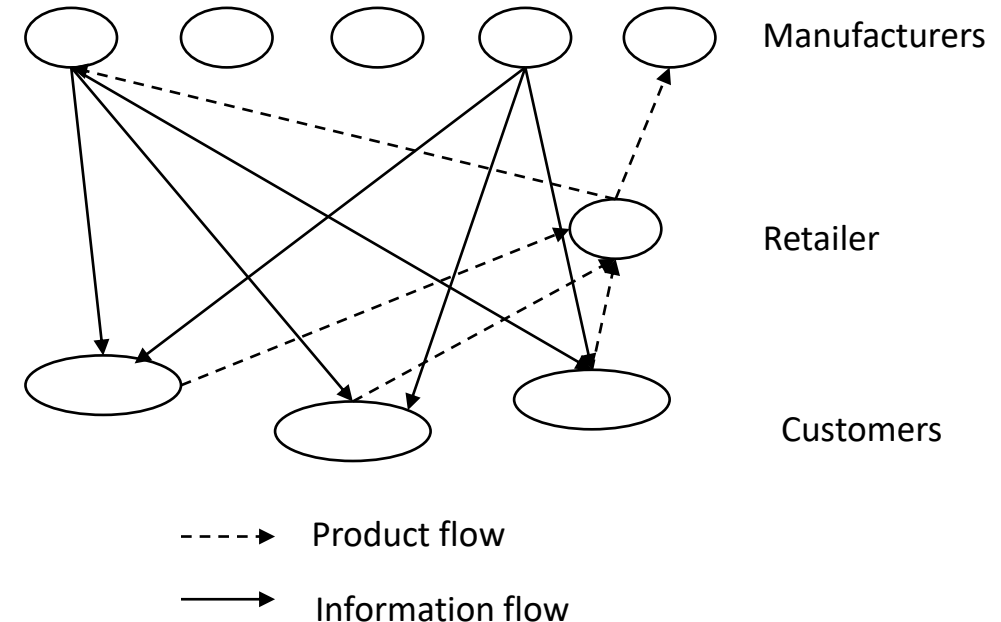 Manufacturers
Retailer
Customers
Product flow
Information flow